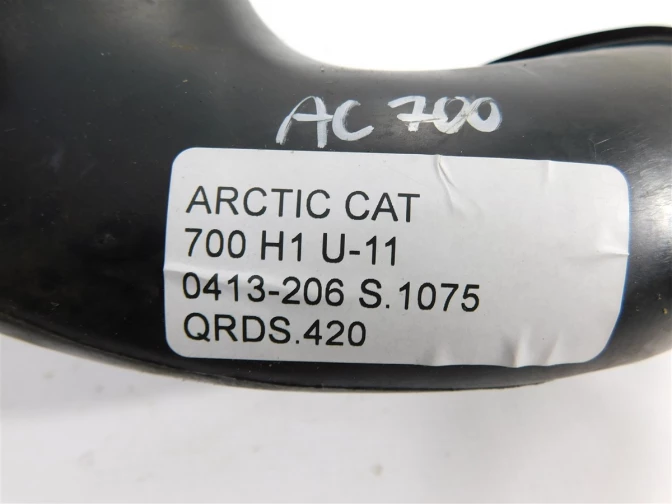 AC 700
ARCTIC CAT
700 H1 U-11
0413-206 S.1075
QRDS.420